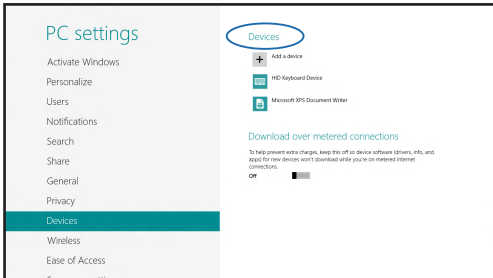 PC settings
Activate Windows
Personalize
Users
Notifications
Search
Share
General
Privacy
Devices
Wireless
Ease of Access
Devices
Add a device
HID Keyboard Device
Microsoft XPS Document Writer
Download over metered connections
To help prevent extra charges, keep this off so device software (drivers, info, and
apps) for new devices won't download while you're on metered Internet
connections.
Off